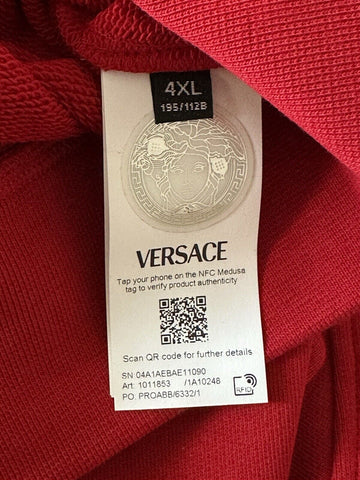 4XL
195/112B
VERSACE
Tap your phone on the NFC Medusa
tag to verify product authenticity
Scan QR code for further details
SN 04A1AEBAE11090
Art: 1011853 /1A10248
PO: PROABB/6332/1
RFID